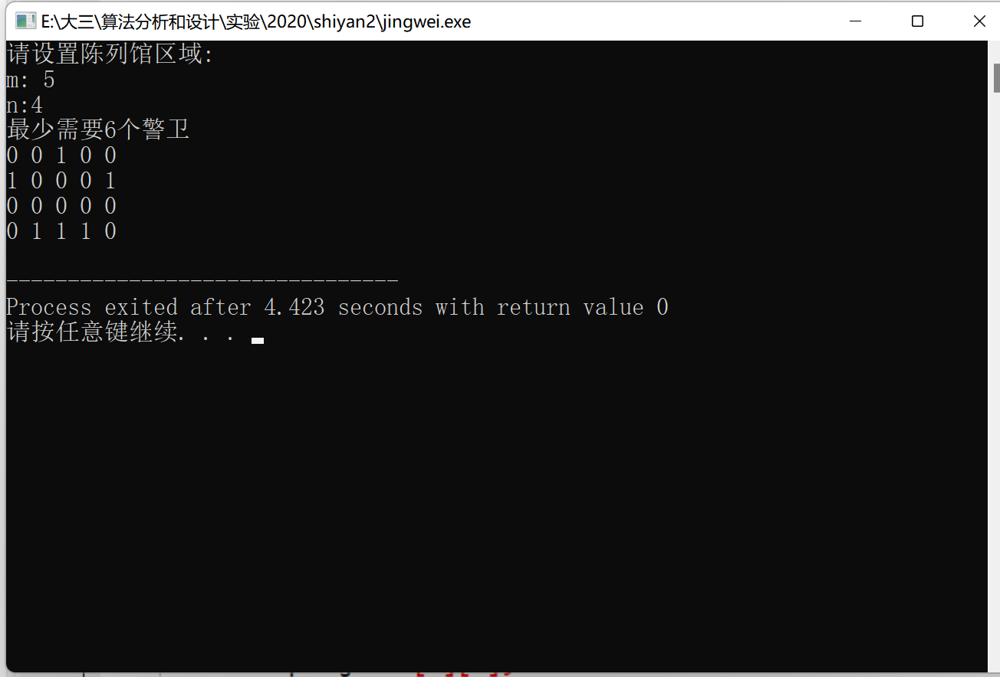 E:\大三\算法分析和设计\实验\2020\shiyan2\jingwei.exe
请设置陈列馆区域:
m: 5
n:4
最少需要6个警卫
0 0 1 0 0
1 0 0 0 1
0 0 0 0 0
0 1 1 1 0
--------------------------------
Process exited after 4.423 seconds with return value 0
请按任意键继续. . .